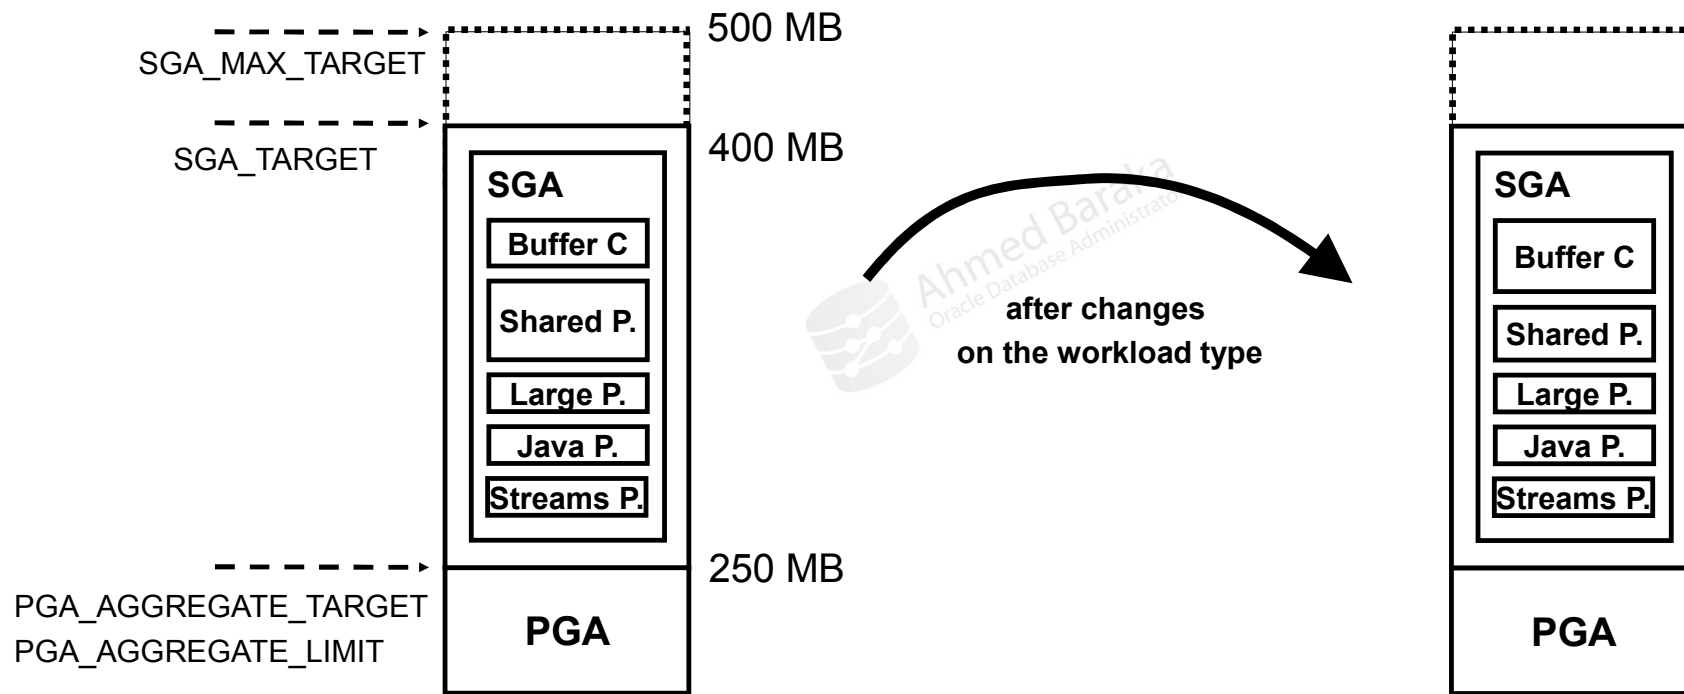 500 MB
SGA_MAX_TARGET
400 MB
SGA_TARGET
SGA
Buffer C
Shared P.
Large P.
Java P.
Streams P.
250 MB
PGA_AGGREGATE_TARGET
PGA_AGGREGATE_LIMIT
PGA
Ahmed Baraka
Oracle Database Administrator
after changes
on the workload type
SGA
Buffer C
Shared P.
Large P.
Java P.
Streams P.
PGA